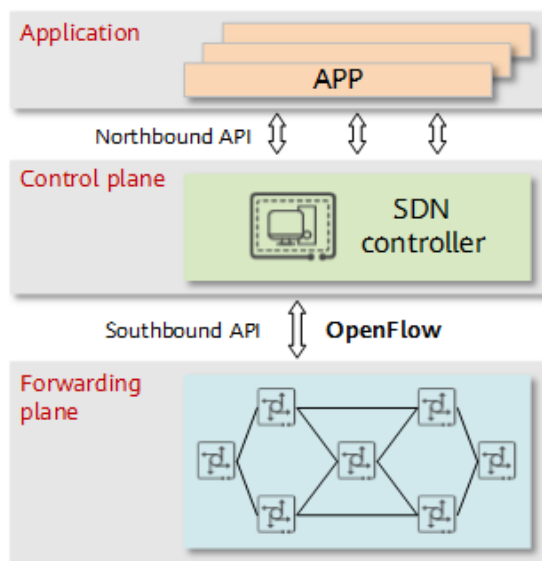 Application
APP
Northbound API
Control plane
SDN
controller
Southbound API OpenFlow
Forwarding
plane